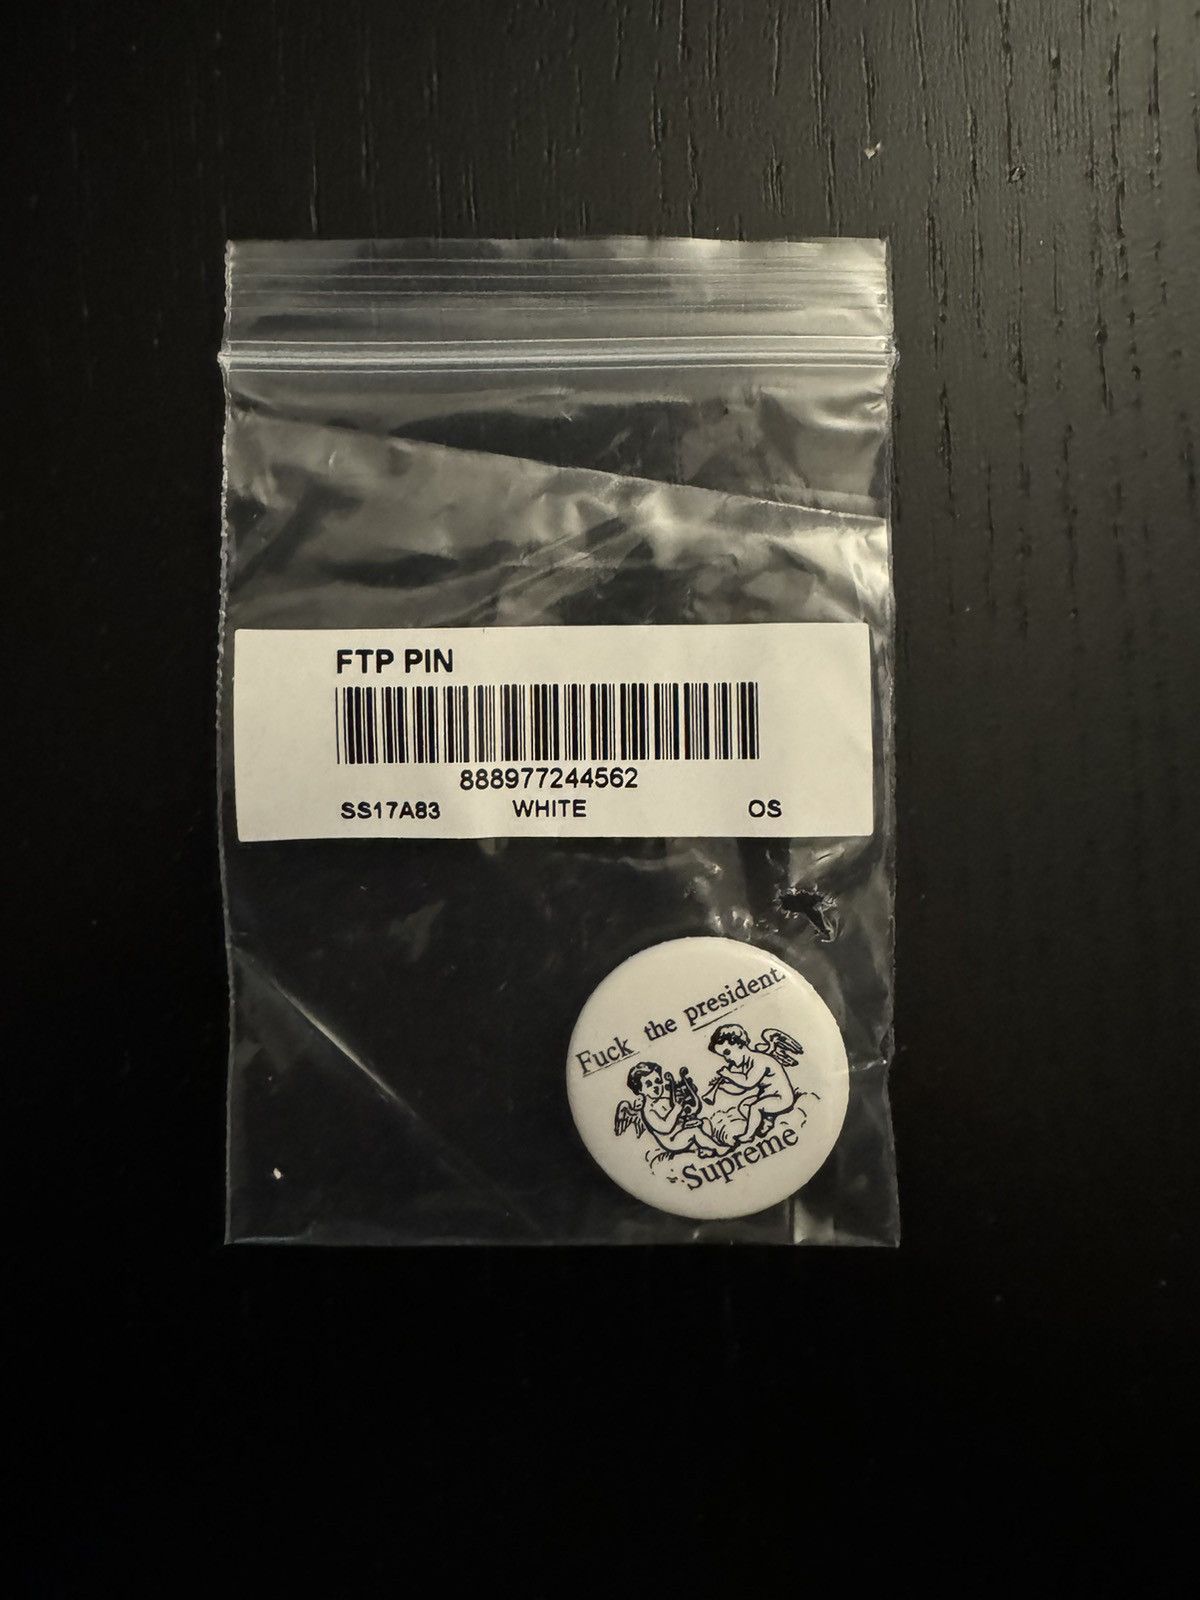 FTP PIN
888977244562
SS17A83 WHITE OS
Fuck the president.
Supreme